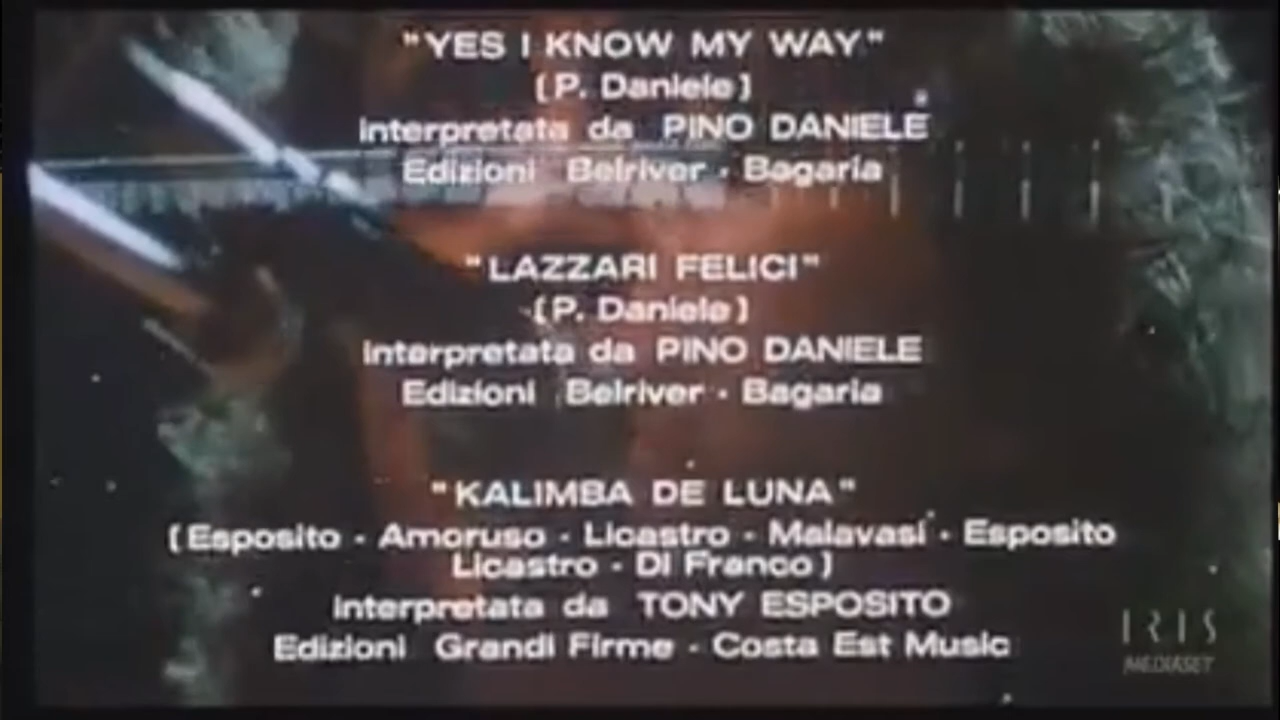 "YES I KNOW MY WAY"
(P. Daniele)
interpretata da PINO DANIELE
Edizioni Belriver - Bagaria
"LAZZARI FELICI"
(P. Daniele)
interpretata da PINO DANIELE
Edizioni Belriver - Bagaria
"KALIMBA DE LUNA"
(Esposito - Amoruso - Licastro - Malavasi - Esposito
Licastro - Di Franco)
interpretata da TONY ESPOSITO
Edizioni Grandi Firme - Costa Est Music
IRIS
MEDIASET